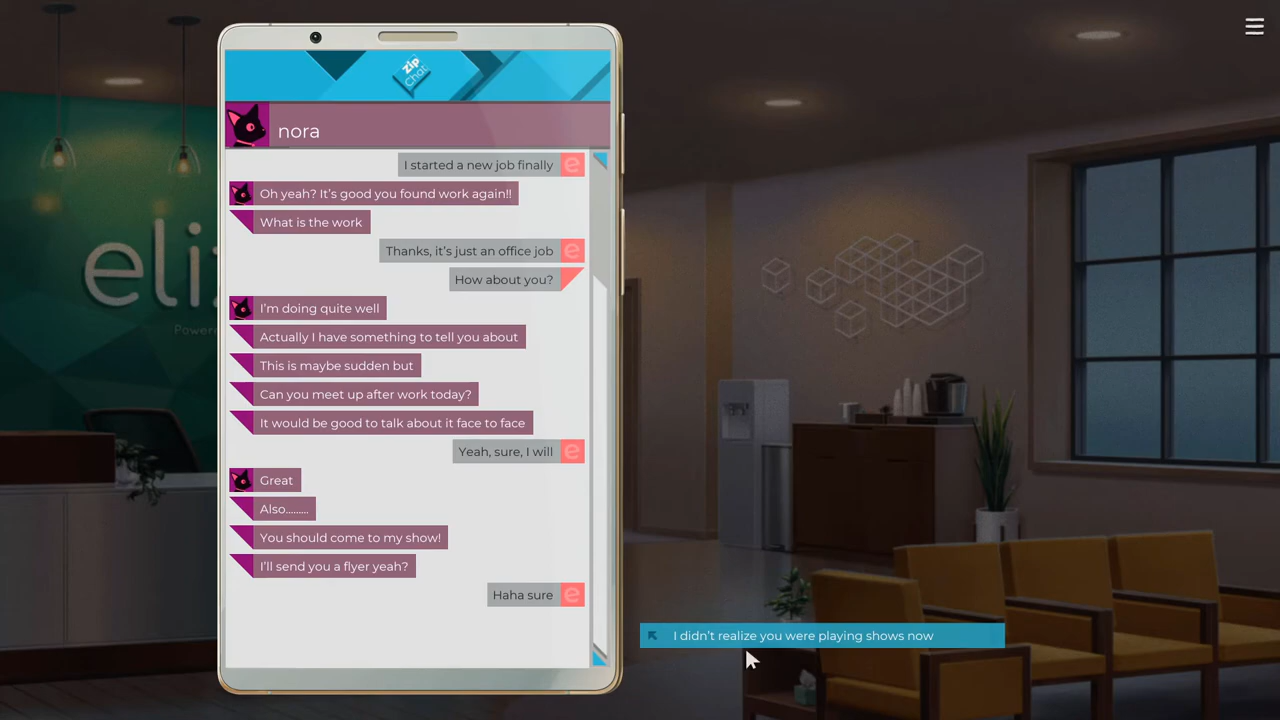 Zip
Chat
nora
I started a new job finally
e
Oh yeah? It's good you found work again!!
What is the work
Thanks, it's just an office job
e
How about you?
I'm doing quite well
Actually I have something to tell you about
This is maybe sudden but
Can you meet up after work today?
It would be good to talk about it face to face
Yeah, sure, I will
e
Great
Also.........
You should come to my show!
I'll send you a flyer yeah?
Haha sure
e
I didn't realize you were playing shows now
eli
Powe